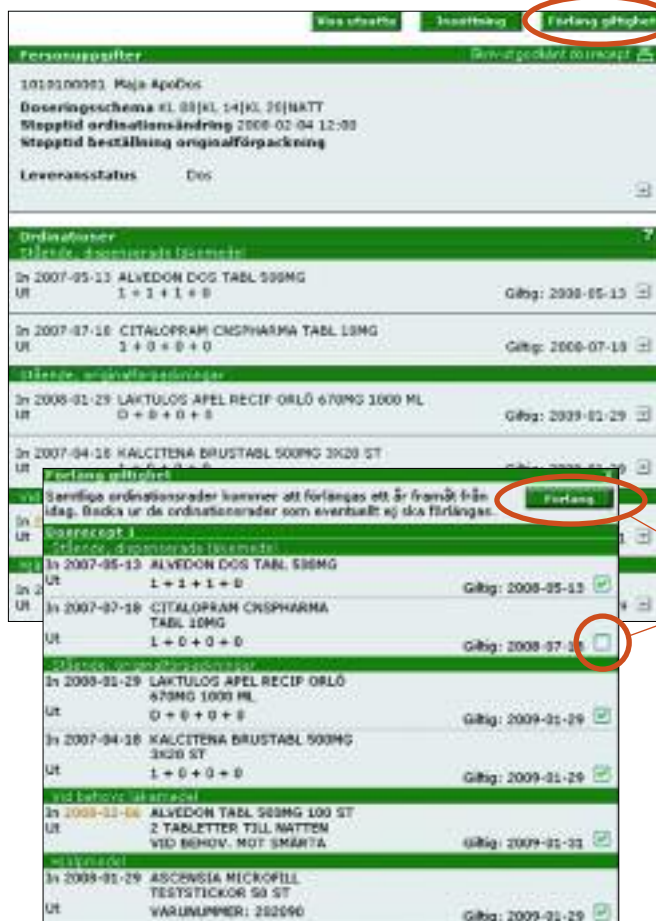 Visa utsatta Insättning Förläng giltighet
Personuppgifter Skriv ut godkänt dosrecept
1010100001 Maja ApoDos
Doseringsschema KL 08|KL 14|KL 20|NATT
Stopptid ordinationsändring 2008-02-04 12:00
Stopptid beställning originalförpackning
Leveransstatus Dos
Ordinationer ?
Stående, dispenserade läkemedel
In 2007-05-13 ALVEDON DOS TABL 500MG
Ut 1 + 1 + 1 + 0 Giltig: 2008-05-13
In 2007-07-18 CITALOPRAM CNSPHARMA TABL 10MG
Ut 1 + 0 + 0 + 0 Giltig: 2008-07-18
Stående, originalförpackningar
In 2008-01-29 LAKTULOS APEL RECIP ORLÖ 670MG 1000 ML
Ut 0 + 0 + 0 + 0 Giltig: 2009-01-29
In 2007-04-18 KALCITENA BRUSTABL 500MG 3X20 ST
Ut
Förläng giltighet
Samtliga ordinationsrader kommer att förlängas ett år framåt från Förläng
idag. Bocka ur de ordinationsrader som eventuellt ej ska förlängas.
Dosrecept 1
Stående, dispenserade läkemedel
In 2007-05-13 ALVEDON DOS TABL 500MG
Ut 1 + 1 + 1 + 0 Giltig: 2008-05-13
In 2007-07-18 CITALOPRAM CNSPHARMA
TABL 10MG
Ut 1 + 0 + 0 + 0 Giltig: 2008-07-18
Stående, originalförpackningar
In 2008-01-29 LAKTULOS APEL RECIP ORLÖ
670MG 1000 ML
Ut 0 + 0 + 0 + 0 Giltig: 2009-01-29
In 2007-04-18 KALCITENA BRUSTABL 500MG
3X20 ST
Ut 1 + 0 + 0 + 0 Giltig: 2009-01-29
Vid behovs läkemedel
In ALVEDON TABL 500MG 100 ST
Ut 2 TABLETTER TILL NATTEN
VID BEHOV. MOT SMÄRTA Giltig: 2009-01-31
Hjälpmedel
In 2008-01-29 ASCENSIA MICROFILL
TESTSTICKOR 50 ST
Ut VARUNUMMER: 202090 Giltig: 2009-01-29